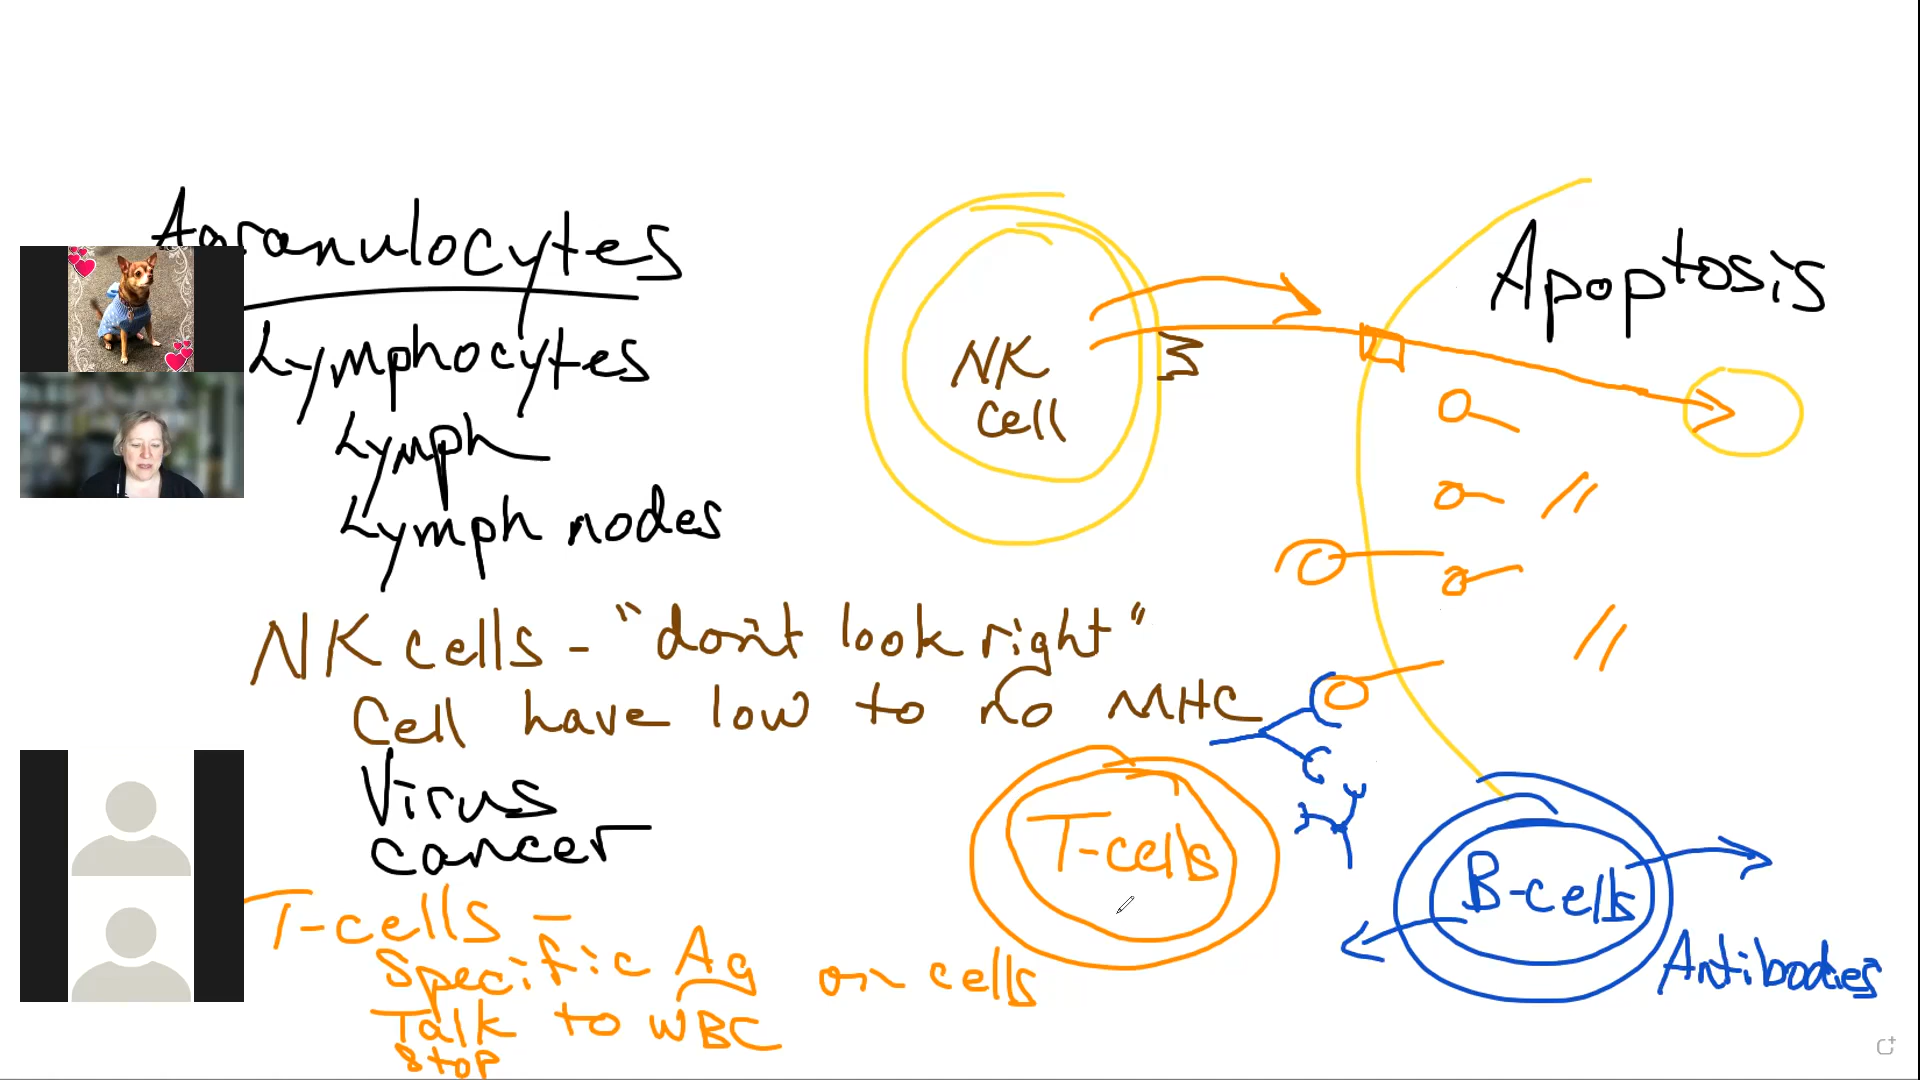 Agranulocytes
Lymphocytes
Lymph
Lymph nodes
NK cells - "don't look right"
Cell have low to no MHC
Virus
cancer
T-cells -
Specific Ag on cells
Talk to WBC
Stop
NK
cell
Apoptosis
T-cells
B-cells
Antibodies